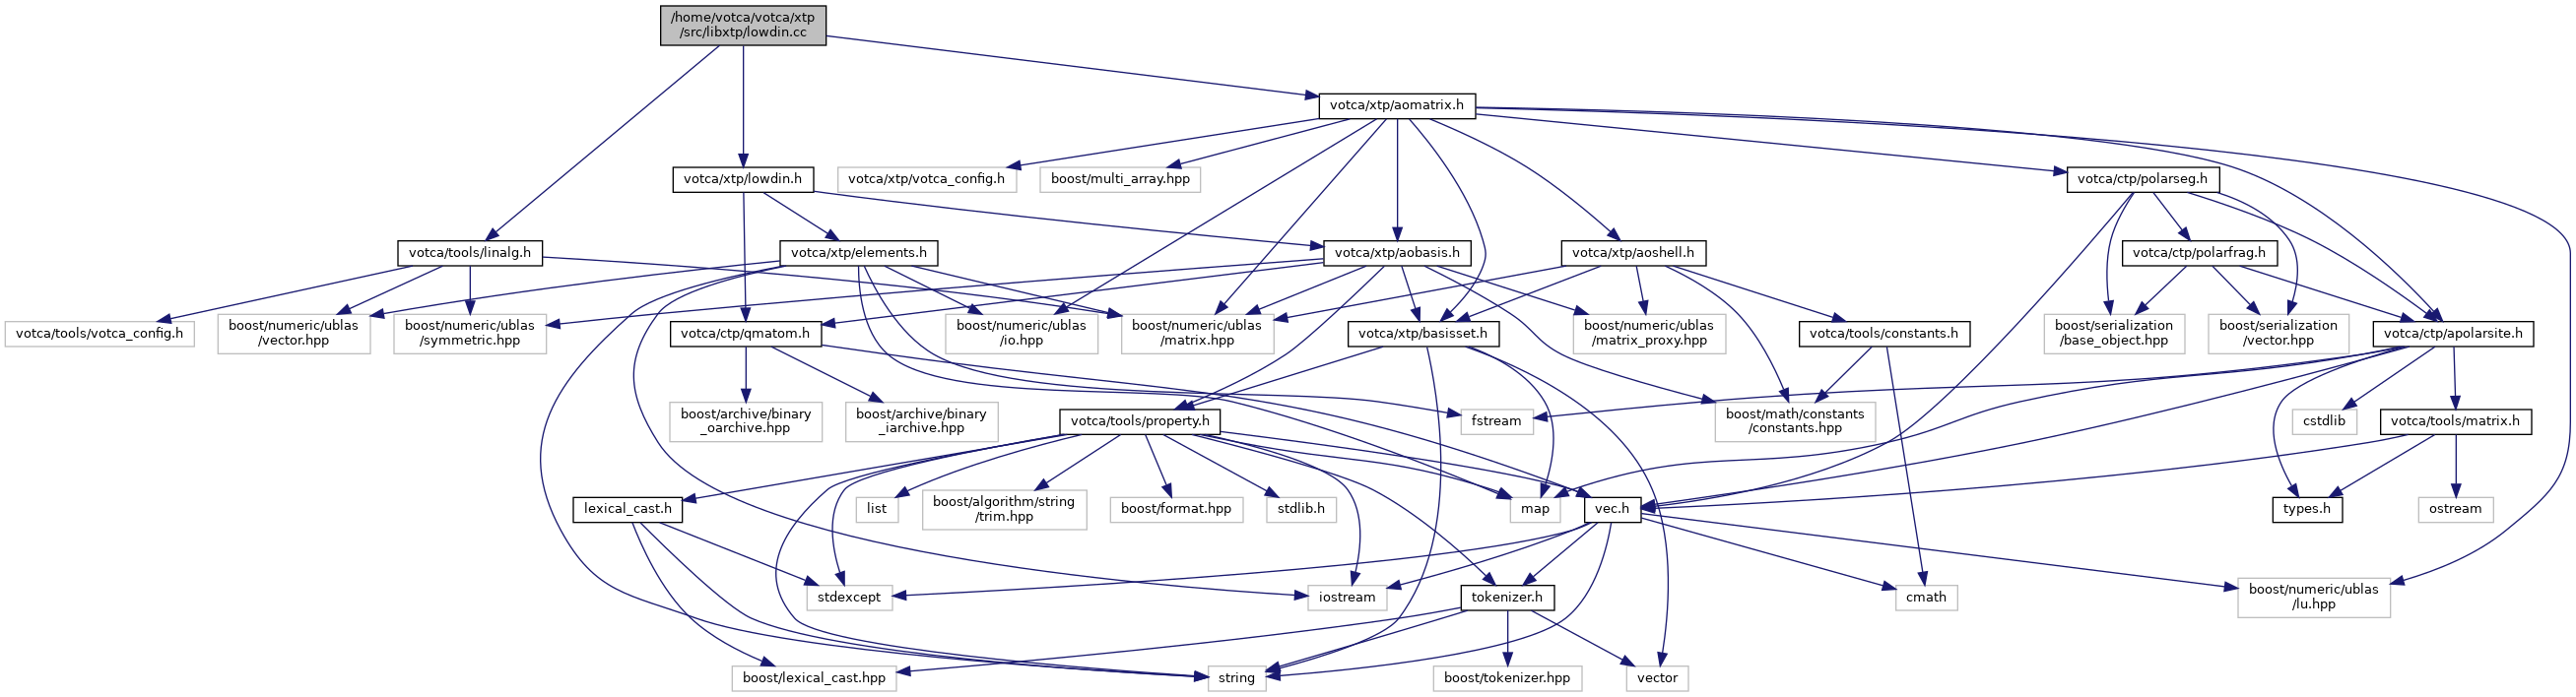 /home/votca/votca/xtp
/src/libxtp/lowdin.cc
votca/xtp/aomatrix.h
votca/xtp/lowdin.h
votca/xtp/votca_config.h
boost/multi_array.hpp
votca/ctp/polarseg.h
votca/tools/linalg.h
votca/xtp/elements.h
votca/xtp/aobasis.h
votca/xtp/aoshell.h
votca/ctp/polarfrag.h
votca/tools/votca_config.h
boost/numeric/ublas
/vector.hpp
boost/numeric/ublas
/symmetric.hpp
votca/ctp/qmatom.h
boost/numeric/ublas
/io.hpp
boost/numeric/ublas
/matrix.hpp
votca/xtp/basisset.h
boost/numeric/ublas
/matrix_proxy.hpp
votca/tools/constants.h
boost/serialization
/base_object.hpp
boost/serialization
/vector.hpp
votca/ctp/apolarsite.h
boost/archive/binary
_oarchive.hpp
boost/archive/binary
_iarchive.hpp
votca/tools/property.h
fstream
boost/math/constants
/constants.hpp
cstdlib
votca/tools/matrix.h
lexical_cast.h
list
boost/algorithm/string
/trim.hpp
boost/format.hpp
stdlib.h
map
vec.h
types.h
ostream
stdexcept
iostream
tokenizer.h
cmath
boost/numeric/ublas
/lu.hpp
boost/lexical_cast.hpp
string
boost/tokenizer.hpp
vector